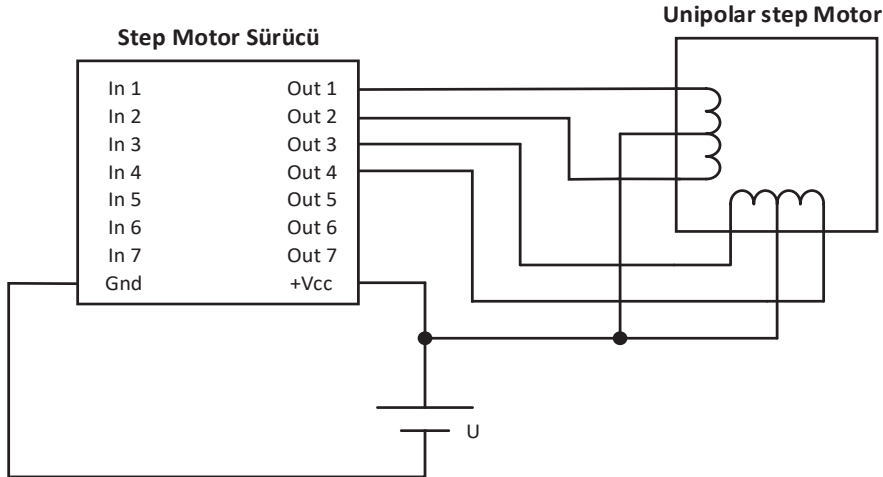 Unipolar step Motor
Step Motor Sürücü
In 1 Out 1
In 2 Out 2
In 3 Out 3
In 4 Out 4
In 5 Out 5
In 6 Out 6
In 7 Out 7
Gnd +Vcc
U